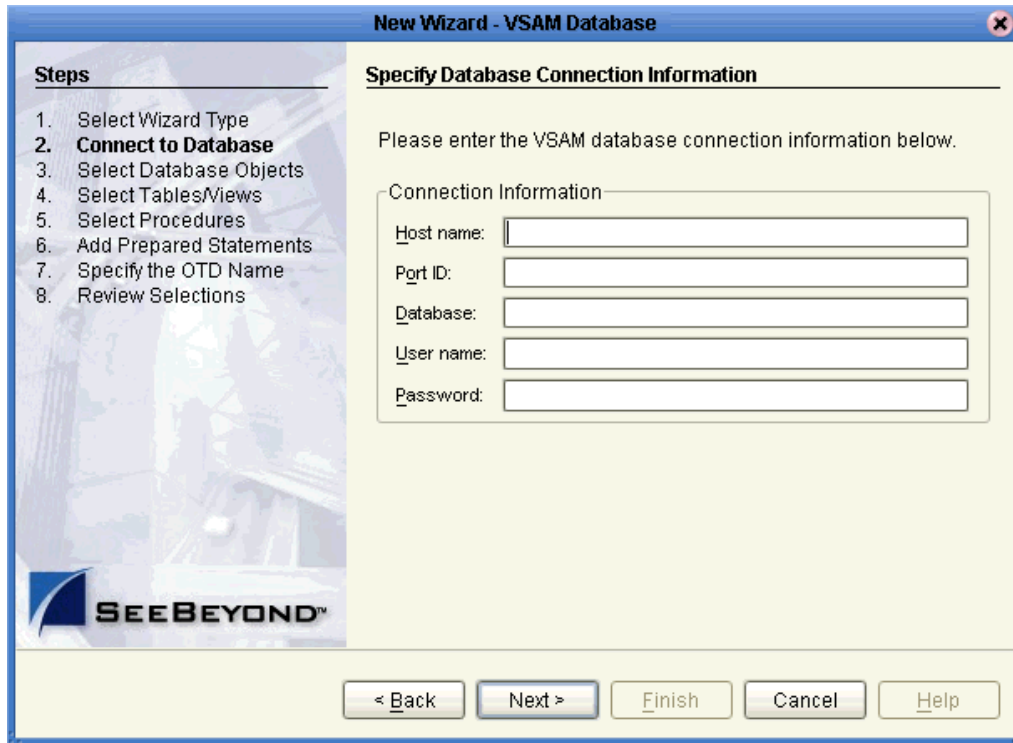 New Wizard - VSAM Database
Steps
1. Select Wizard Type
2. Connect to Database
3. Select Database Objects
4. Select Tables/Views
5. Select Procedures
6. Add Prepared Statements
7. Specify the OTD Name
8. Review Selections
SEEBEYOND™
Specify Database Connection Information
Please enter the VSAM database connection information below.
Connection Information
Host name:
Port ID:
Database:
User name:
Password:
< Back Next > Finish Cancel Help